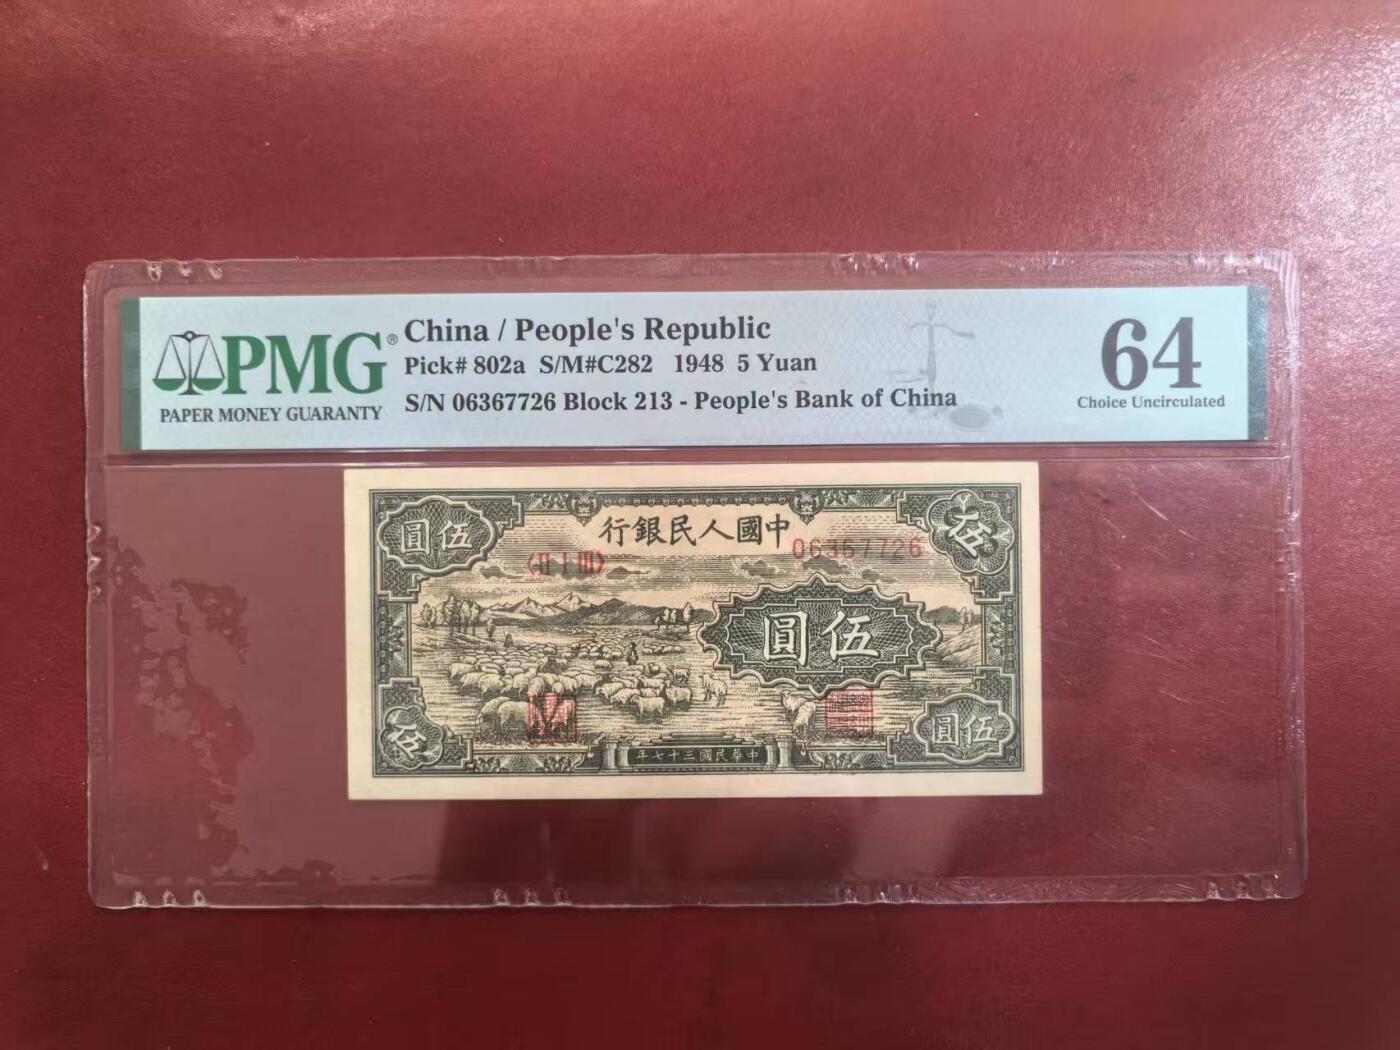 PMG®
PAPER MONEY GUARANTY
China / People's Republic
Pick# 802a S/M#C282 1948 5 Yuan
S/N 06367726 Block 213 - People's Bank of China
64
Choice Uncirculated
行銀民人國中
06367726
圓伍
伍
圓伍
伍
圓伍
年七十三國民華中